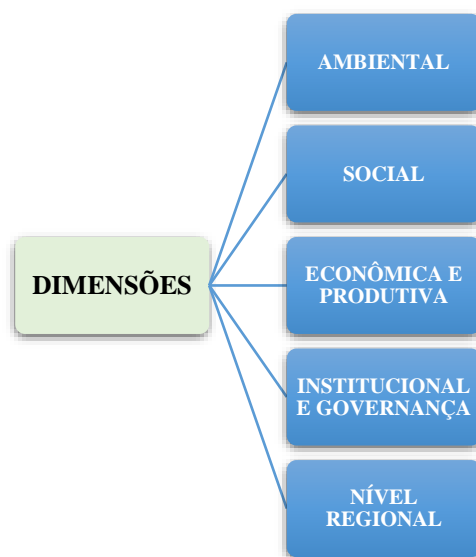 AMBIENTAL
SOCIAL
DIMENSÕES
ECONÔMICA E
PRODUTIVA
INSTITUCIONAL
E GOVERNANÇA
NÍVEL
REGIONAL